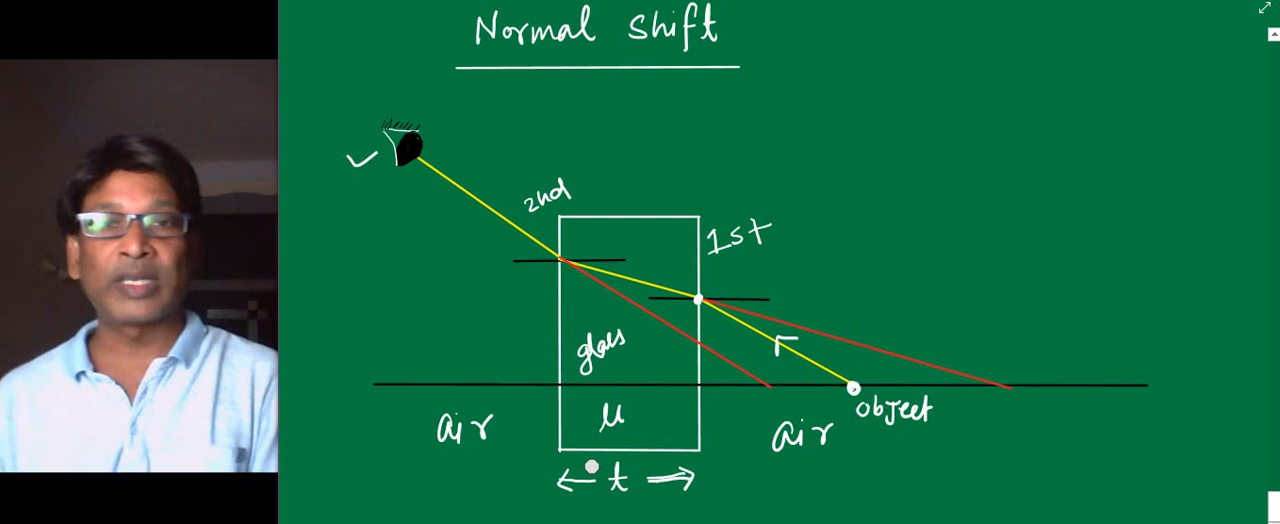 Normal Shift
2nd
1st
glass
object
air
μ
air
t